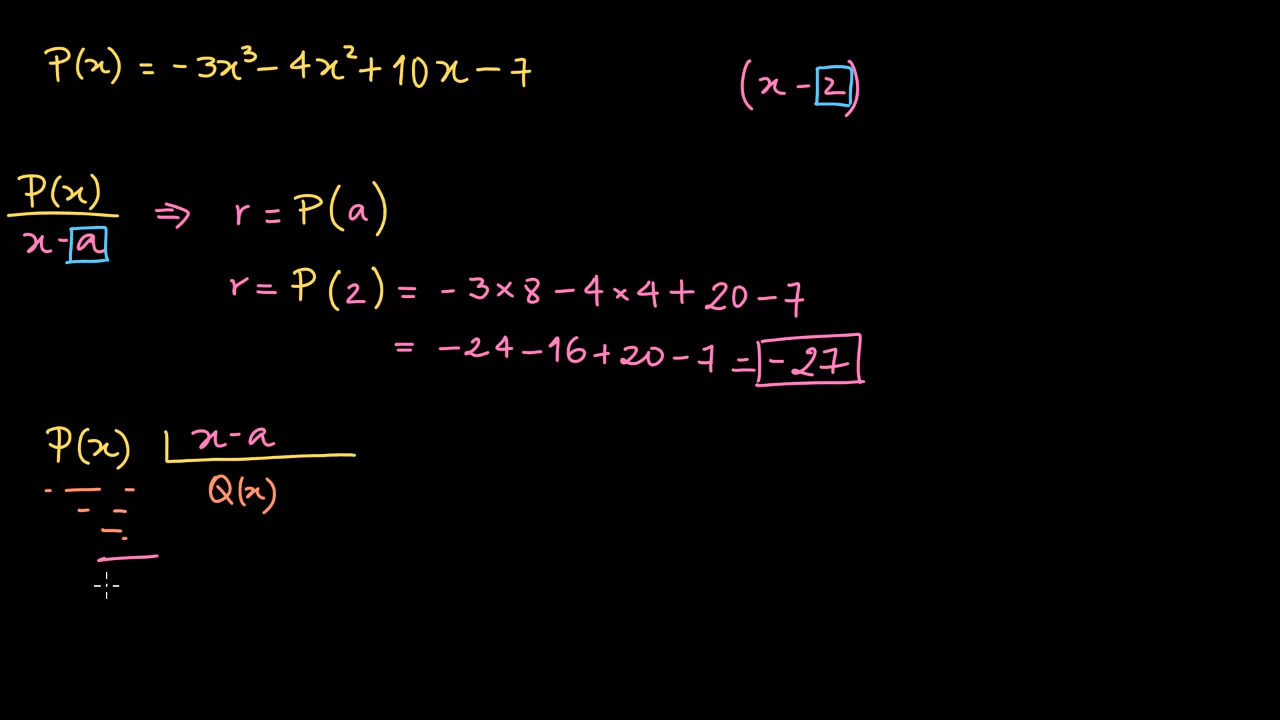 P(x) = -3x³ - 4x² + 10x - 7
(x - 2)
P(x)
x - a
⇒ r = P(a)
r = P(2) = -3 × 8 - 4 × 4 + 20 - 7
= -24 - 16 + 20 - 7 = -27
P(x) x - a
Q(x)